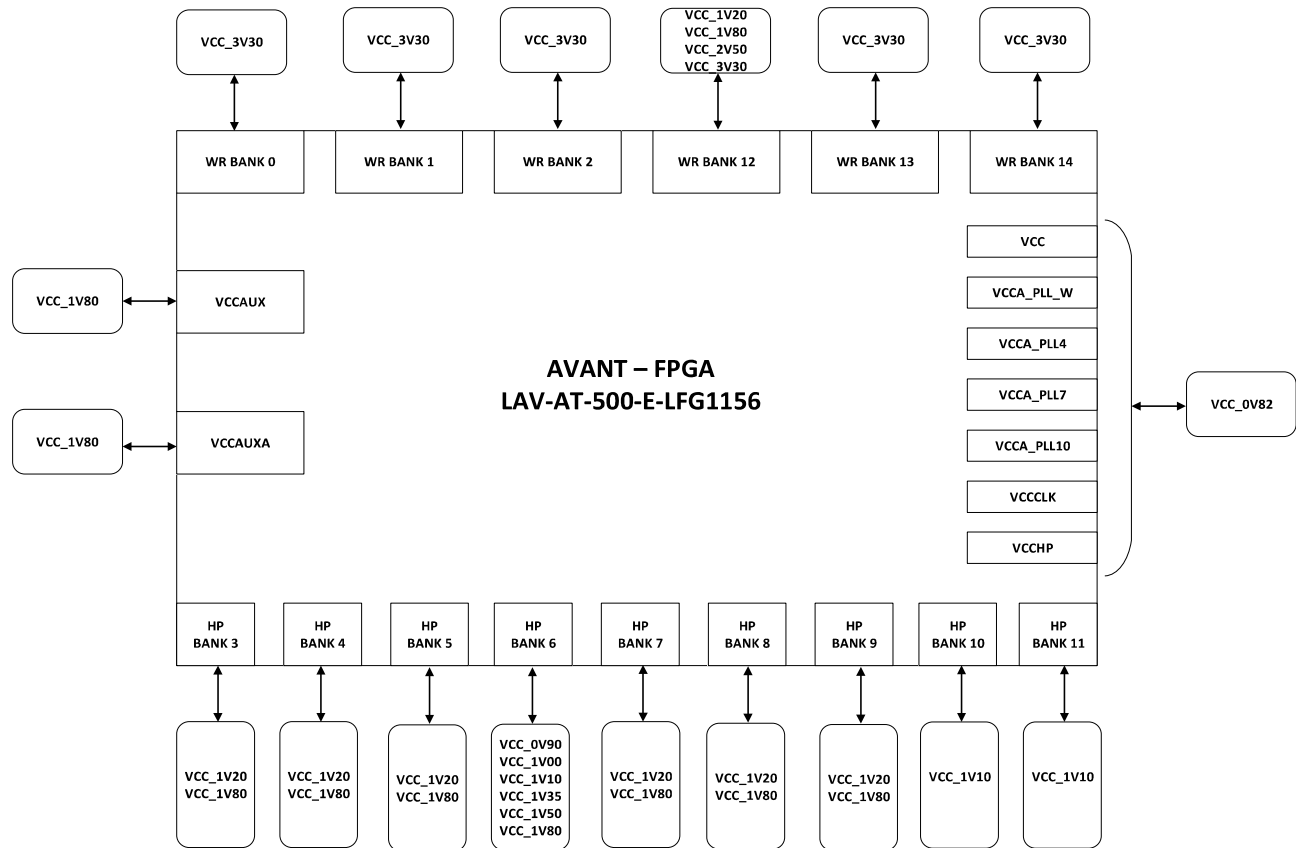 VCC_3V30
VCC_3V30
VCC_3V30
VCC_1V20
VCC_1V80
VCC_2V50
VCC_3V30
VCC_3V30
VCC_3V30
WR BANK 0
WR BANK 1
WR BANK 2
WR BANK 12
WR BANK 13
WR BANK 14
VCC_1V80
VCCAUX
VCC_1V80
VCCAUXA
AVANT – FPGA
LAV-AT-500-E-LFG1156
VCC
VCCA_PLL_W
VCCA_PLL4
VCCA_PLL7
VCCA_PLL10
VCCCLK
VCCHP
VCC_0V82
HP
BANK 3
HP
BANK 4
HP
BANK 5
HP
BANK 6
HP
BANK 7
HP
BANK 8
HP
BANK 9
HP
BANK 10
HP
BANK 11
VCC_1V20
VCC_1V80
VCC_1V20
VCC_1V80
VCC_1V20
VCC_1V80
VCC_0V90
VCC_1V00
VCC_1V10
VCC_1V35
VCC_1V50
VCC_1V80
VCC_1V20
VCC_1V80
VCC_1V20
VCC_1V80
VCC_1V20
VCC_1V80
VCC_1V10
VCC_1V10